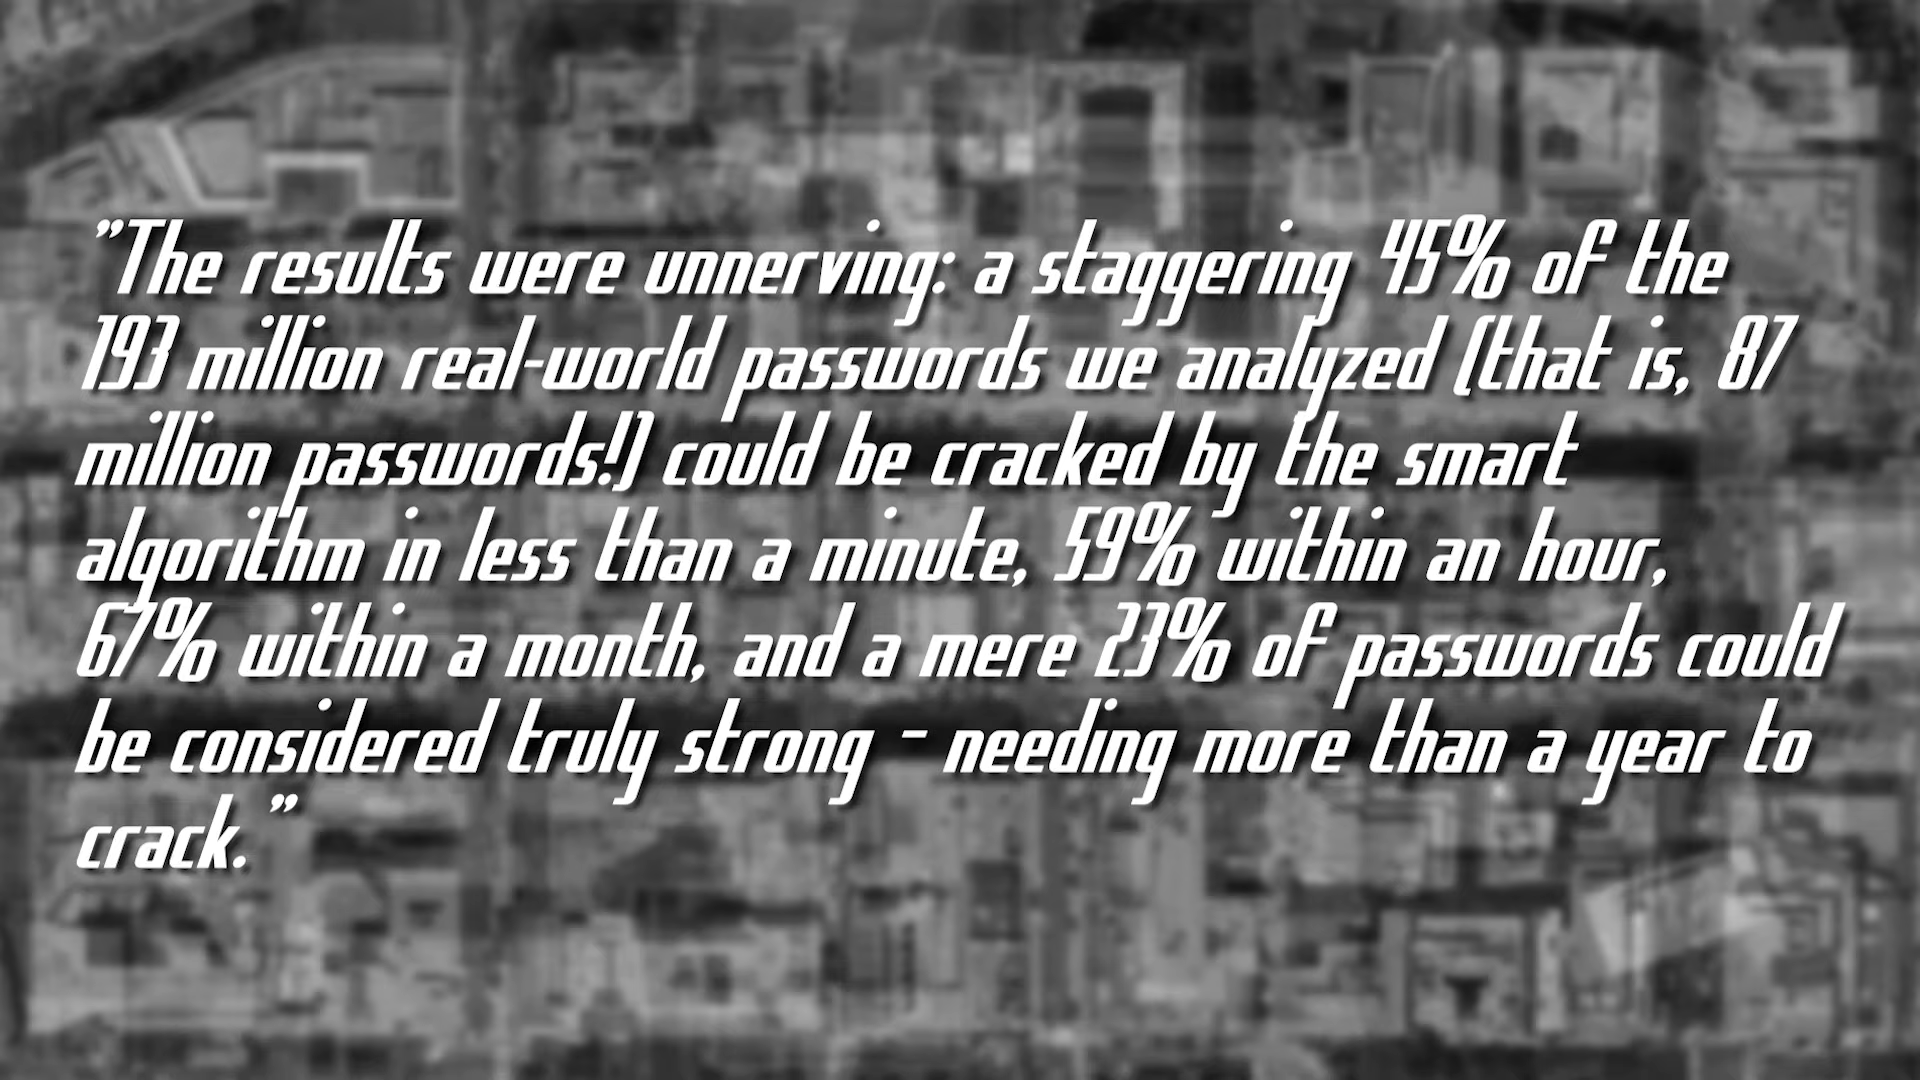 "The results were unnerving: a staggering 45% of the
193 million real-world passwords we analyzed (that is, 87
million passwords!) could be cracked by the smart
algorithm in less than a minute, 59% within an hour,
67% within a month, and a mere 23% of passwords could
be considered truly strong – needing more than a year to
crack."